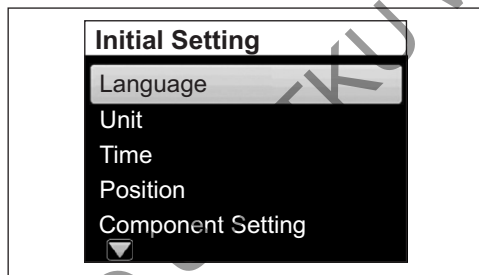 Initial Setting
Language
Unit
Time
Position
Component Setting